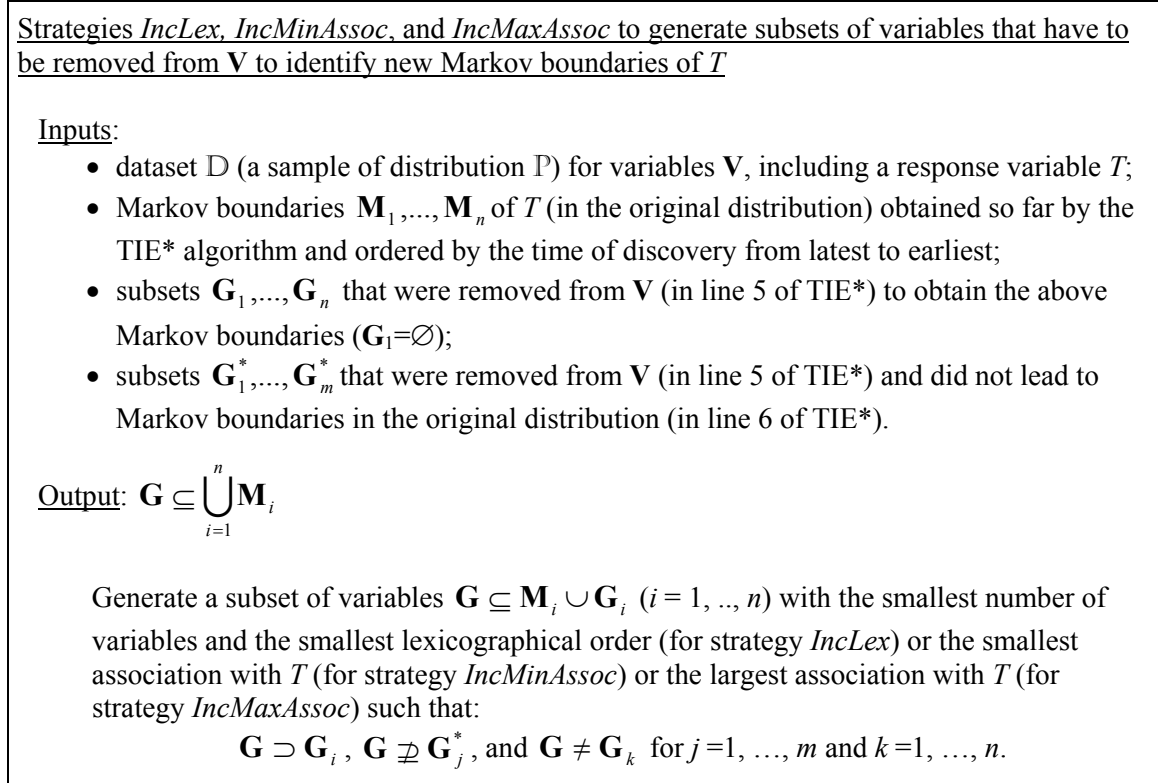 Strategies IncLex, IncMinAssoc, and IncMaxAssoc to generate subsets of variables that have to
be removed from V to identify new Markov boundaries of T
Inputs:
• dataset 𝔻 (a sample of distribution ℙ) for variables V, including a response variable T;
• Markov boundaries M₁,...,Mₙ of T (in the original distribution) obtained so far by the
TIE* algorithm and ordered by the time of discovery from latest to earliest;
• subsets G₁,...,Gₙ that were removed from V (in line 5 of TIE*) to obtain the above
Markov boundaries (G₁=∅);
• subsets G₁*,...,Gₘ* that were removed from V (in line 5 of TIE*) and did not lead to
Markov boundaries in the original distribution (in line 6 of TIE*).
Output: G ⊆ ⋃ᵢ₌₁ⁿ Mᵢ
Generate a subset of variables G ⊆ Mᵢ ∪ Gᵢ (i = 1, .., n) with the smallest number of
variables and the smallest lexicographical order (for strategy IncLex) or the smallest
association with T (for strategy IncMinAssoc) or the largest association with T (for
strategy IncMaxAssoc) such that:
G ⊃ Gᵢ , G ⊉ Gⱼ* , and G ≠ Gₖ for j =1, …, m and k =1, …, n.